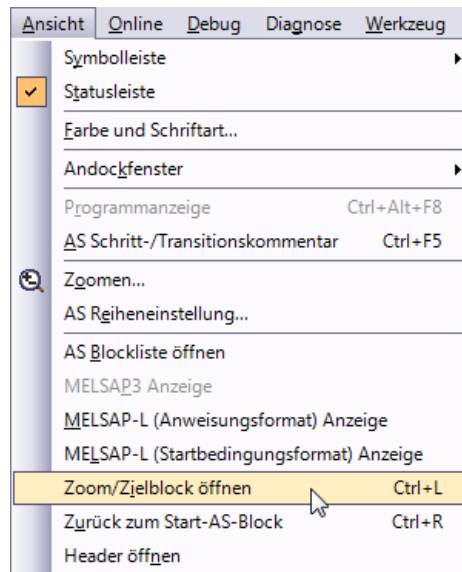 Ansicht Online Debug Diagnose Werkzeug
Symbolleiste
Statusleiste
Farbe und Schriftart...
Andockfenster
Programmanzeige Ctrl+Alt+F8
AS Schritt-/Transitionskommentar Ctrl+F5
Zoomen...
AS Reiheneinstellung...
AS Blockliste öffnen
MELSAP3 Anzeige
MELSAP-L (Anweisungsformat) Anzeige
MELSAP-L (Startbedingungsformat) Anzeige
Zoom/Zielblock öffnen Ctrl+L
Zurück zum Start-AS-Block Ctrl+R
Header öffnen